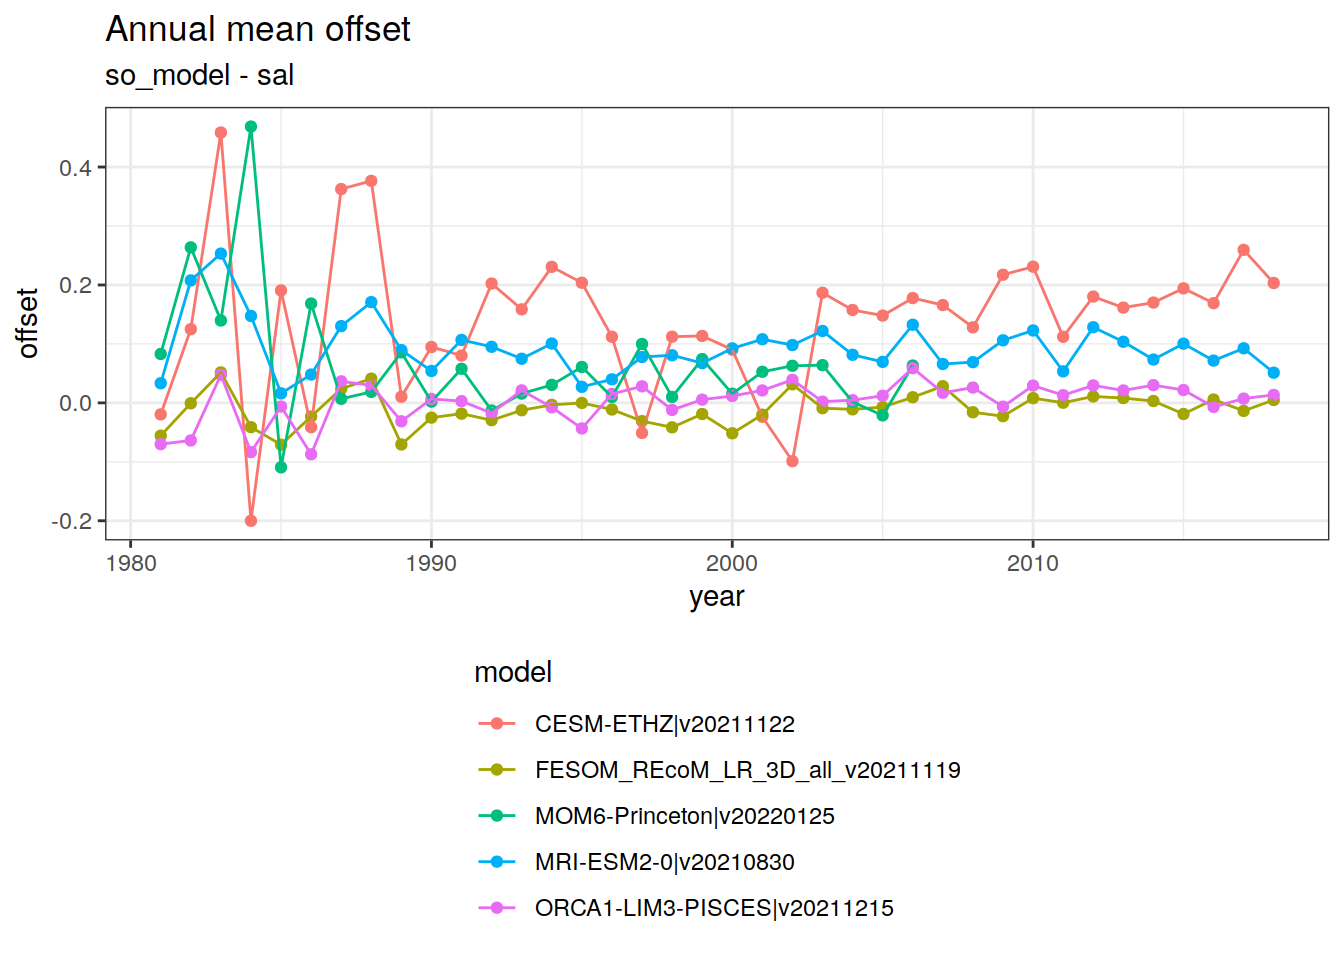 Annual mean offset
so_model - sal
offset
0.4
0.2
0.0
-0.2
1980 1990 2000 2010
year
model
CESM-ETHZ|v20211122
FESOM_REcoM_LR_3D_all_v20211119
MOM6-Princeton|v20220125
MRI-ESM2-0|v20210830
ORCA1-LIM3-PISCES|v20211215